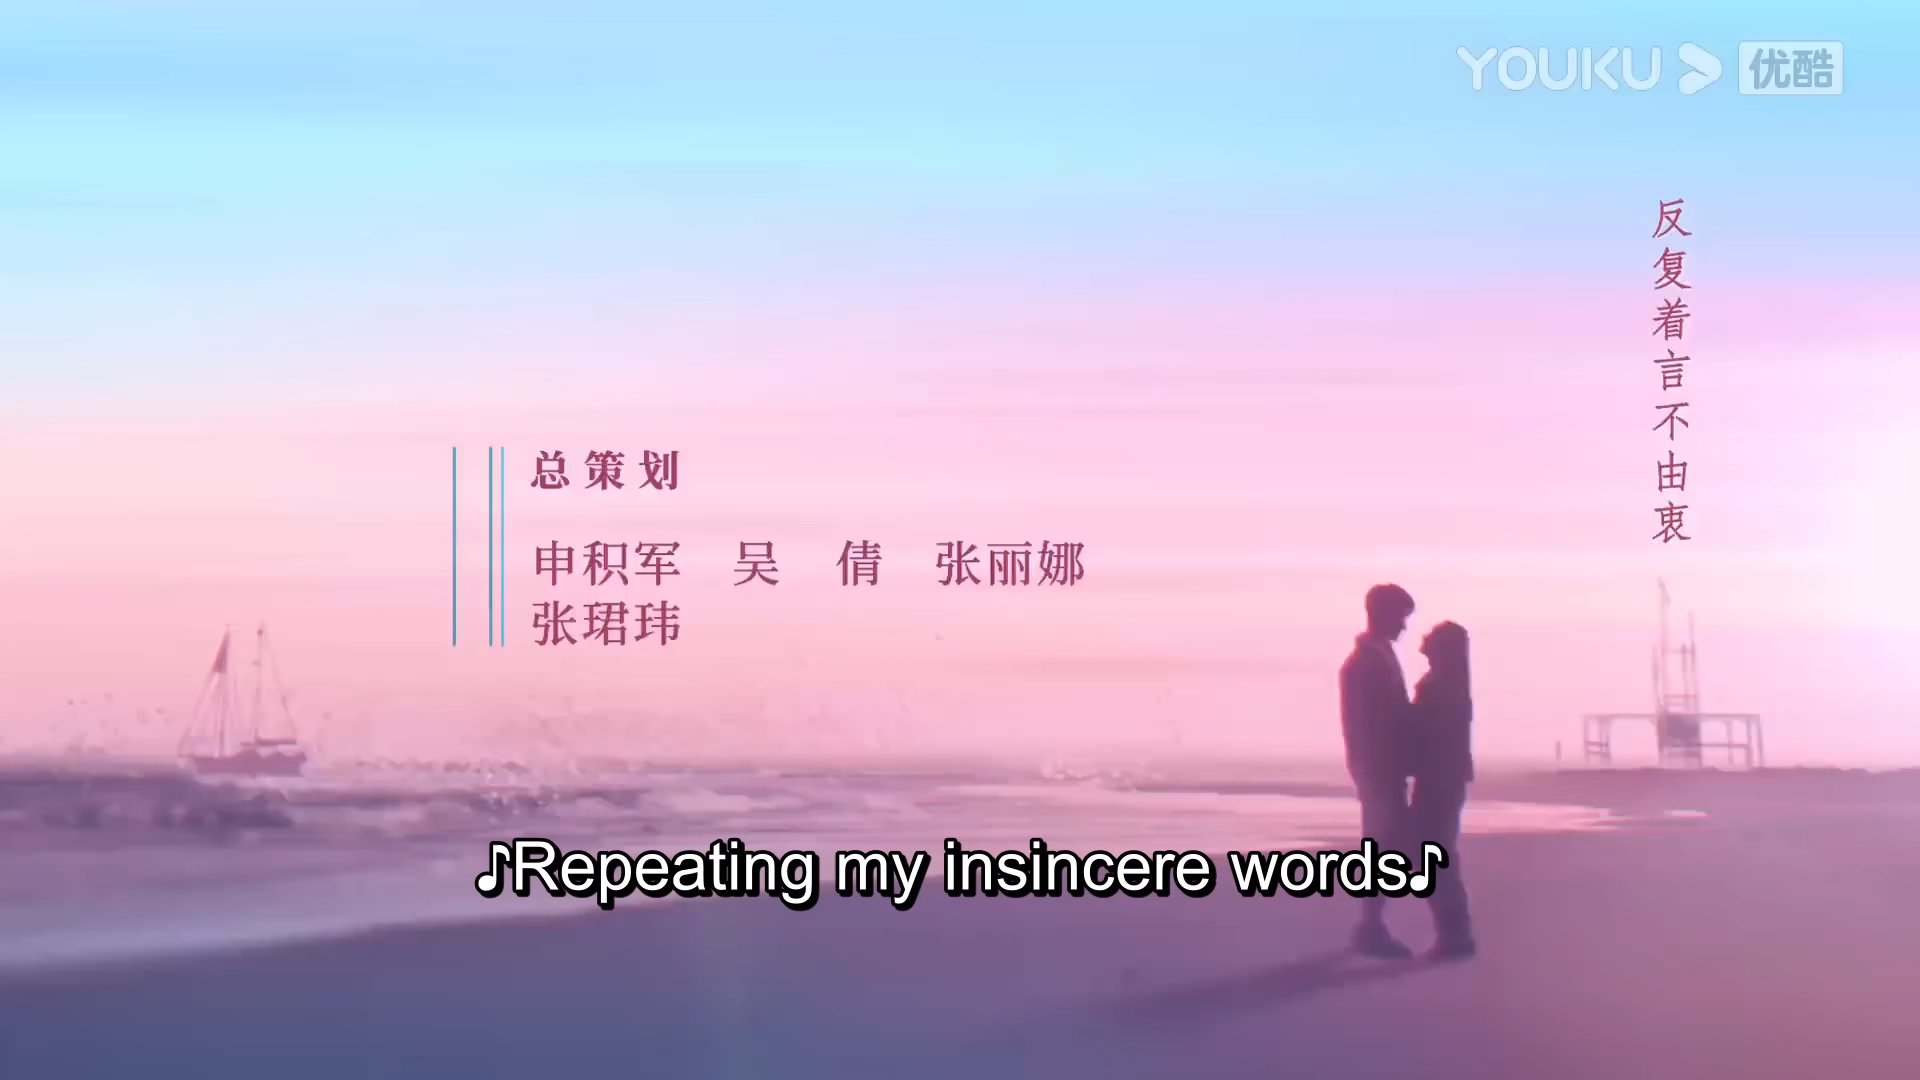 YOUKU 优酷
反复着言不由衷
总策划
申积军 吴倩 张丽娜
张珺玮
♪Repeating my insincere words♪